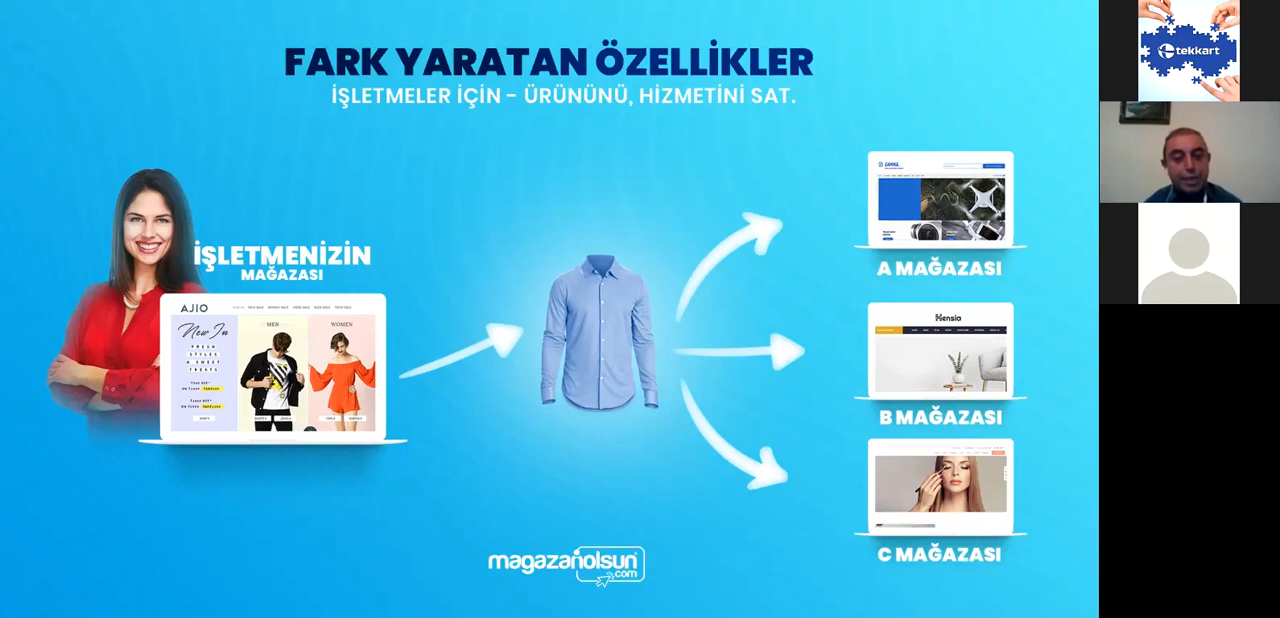 FARK YARATAN ÖZELLİKLER
İŞLETMELER İÇİN - ÜRÜNÜNÜ, HİZMETİNİ SAT.
tekkart
İŞLETMENİZİN
MAĞAZASI
AJIO
New In
FRESH
STYLES
& SWEET
TREATS
MEN
WOMEN
A MAĞAZASI
Hensia
B MAĞAZASI
C MAĞAZASI
magazanolsun
.com